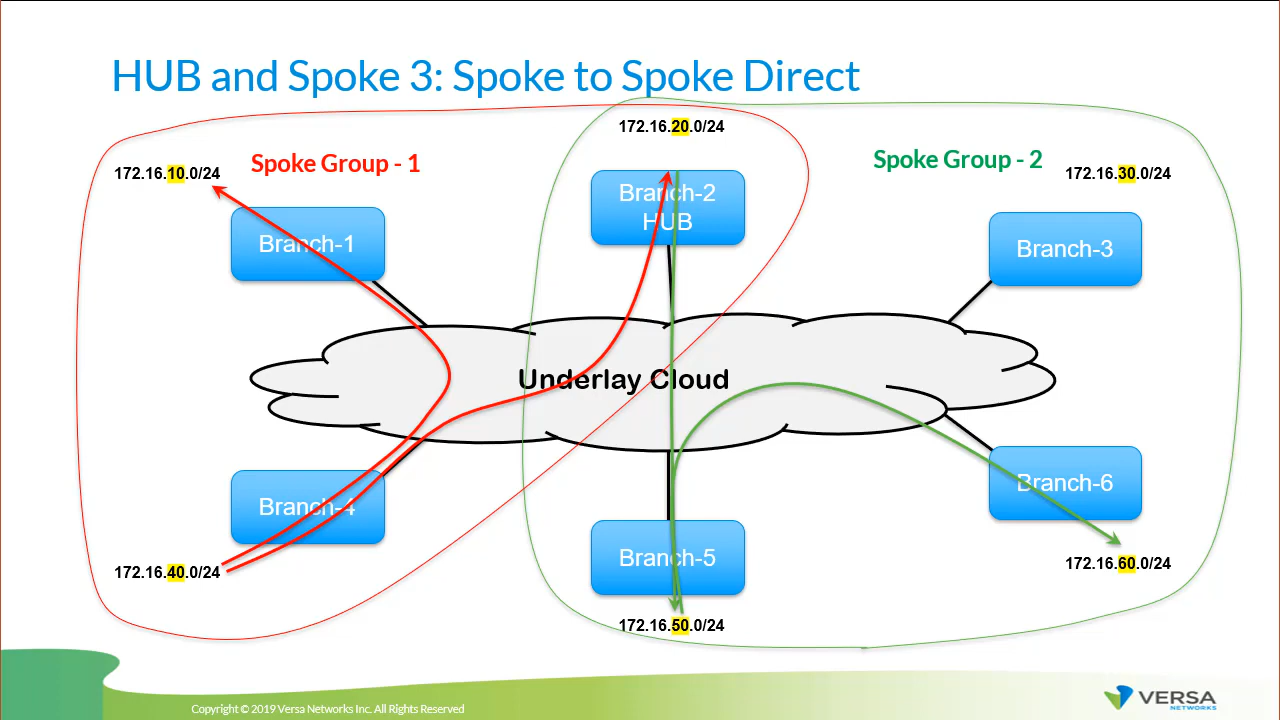 HUB and Spoke 3: Spoke to Spoke Direct
172.16.20.0/24
Spoke Group - 1
Spoke Group - 2
172.16.10.0/24
172.16.30.0/24
Branch-2
HUB
Branch-1
Branch-3
Underlay Cloud
Branch-4
Branch-6
Branch-5
172.16.40.0/24
172.16.60.0/24
172.16.50.0/24
Copyright © 2019 Versa Networks Inc. All Rights Reserved
VERSA
NETWORKS